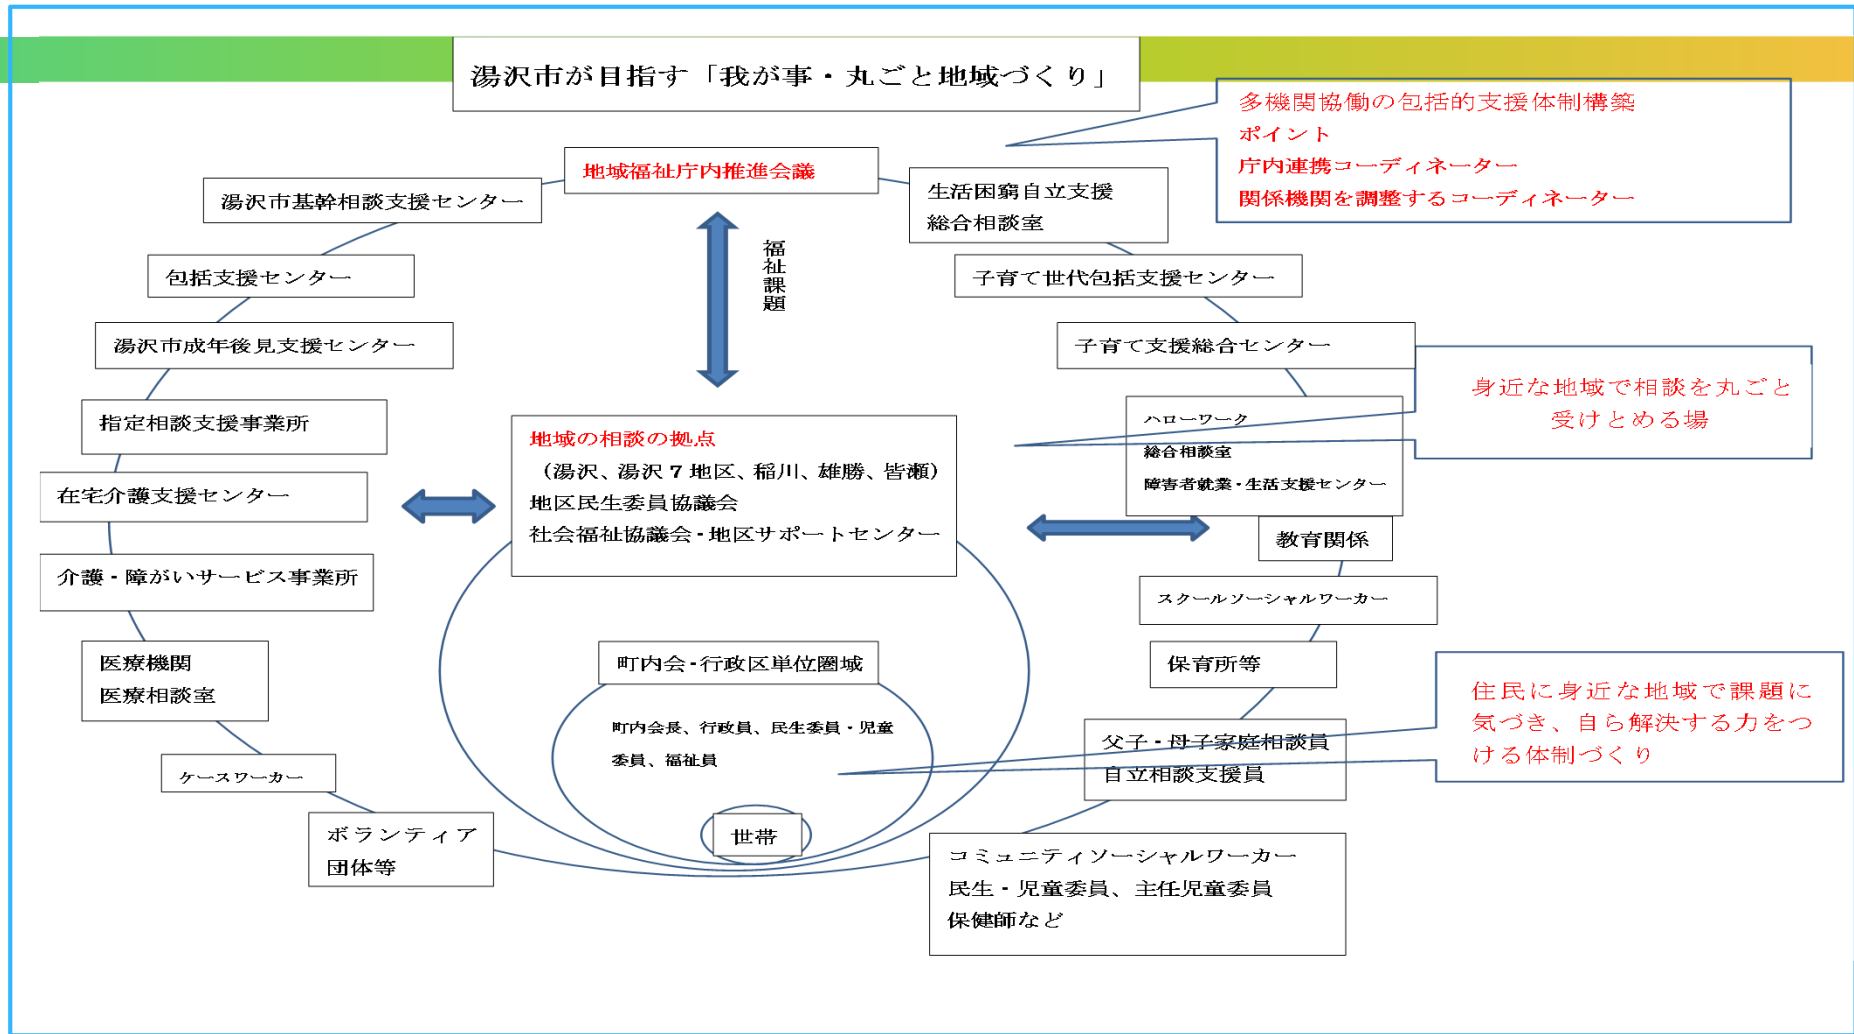 湯沢市が目指す「我が事・丸ごと地域づくり」
多機関協働の包括的支援体制構築
ポイント
庁内連携コーディネーター
関係機関を調整するコーディネーター
地域福祉庁内推進会議
湯沢市基幹相談支援センター
生活困窮自立支援
総合相談室
福祉課題
包括支援センター
子育て世代包括支援センター
湯沢市成年後見支援センター
子育て支援総合センター
身近な地域で相談を丸ごと
受けとめる場
指定相談支援事業所
地域の相談の拠点
（湯沢、湯沢７地区、稲川、雄勝、皆瀬）
地区民生委員協議会
社会福祉協議会・地区サポートセンター
ハローワーク
総合相談室
障害者就業・生活支援センター
在宅介護支援センター
教育関係
介護・障がいサービス事業所
スクールソーシャルワーカー
医療機関
医療相談室
町内会・行政区単位圏域
保育所等
住民に身近な地域で課題に
気づき、自ら解決する力をつ
ける体制づくり
町内会長、行政員、民生委員・児童
委員、福祉員
父子・母子家庭相談員
自立相談支援員
ケースワーカー
世帯
ボランティア
団体等
コミュニティソーシャルワーカー
民生・児童委員、主任児童委員
保健師など